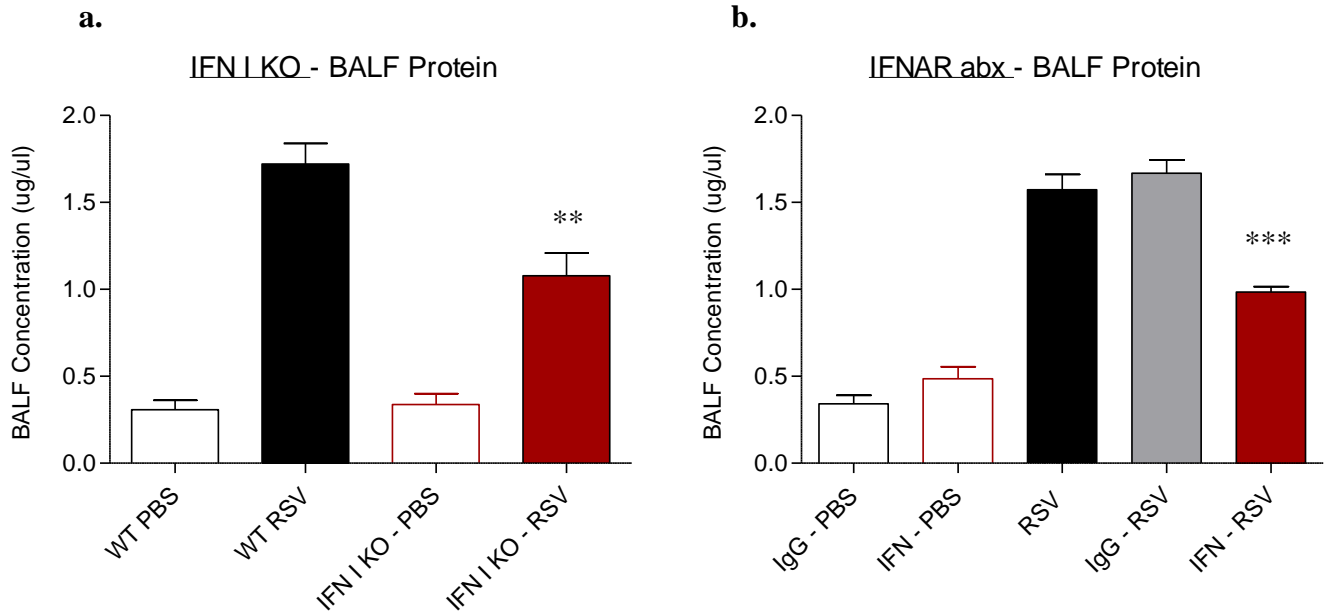 a.
IFN I KO - BALF Protein
BALF Concentration (ug/ul)
2.0
1.5
1.0
0.5
0.0
**
WT PBS
WT RSV
IFN I KO - PBS
IFN I KO - RSV
b.
IFNAR abx - BALF Protein
BALF Concentration (ug/ul)
2.0
1.5
1.0
0.5
0.0
***
IgG - PBS
IFN - PBS
RSV
IgG - RSV
IFN - RSV